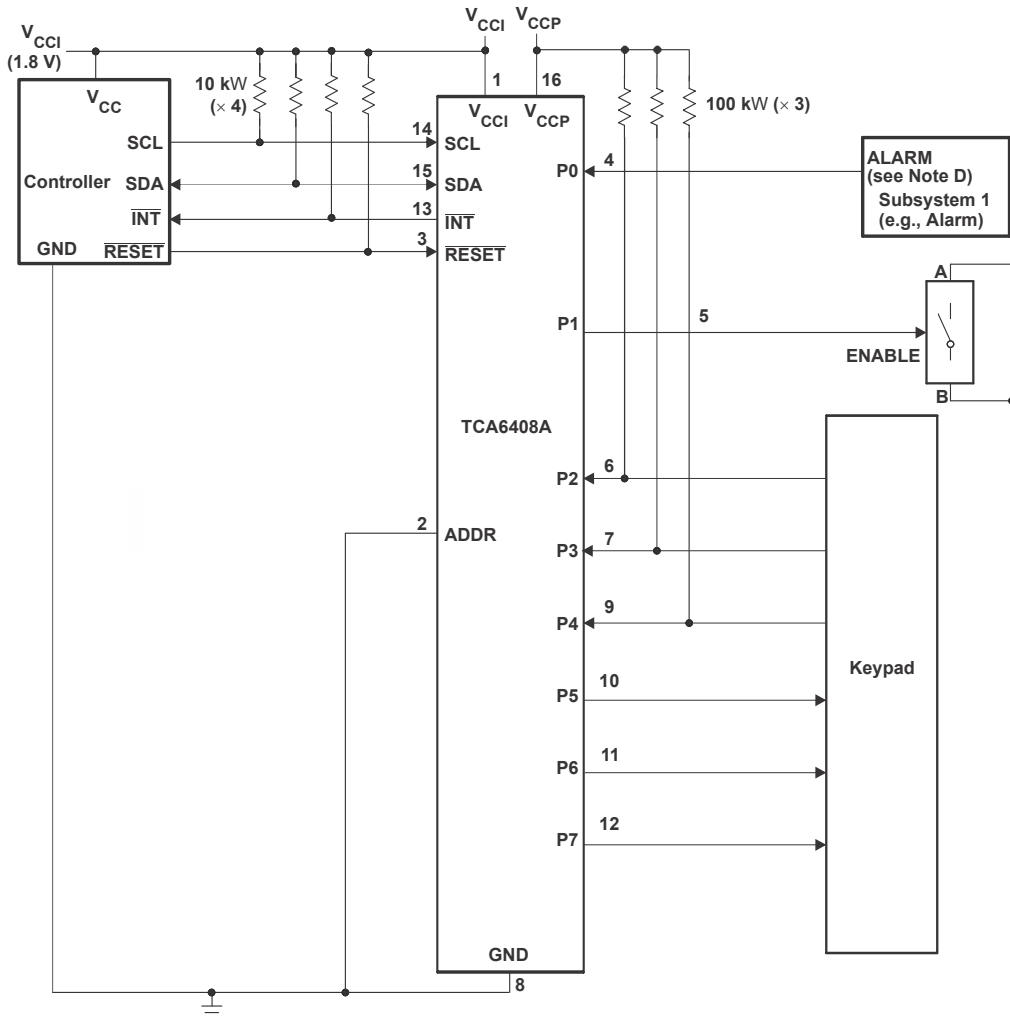 VCCI
(1.8 V)
VCC
SCL
Controller
SDA
INT
GND
RESET
10 kW
(× 4)
VCCI
VCCP
1
16
VCCI
VCCP
14
SCL
15
SDA
13
INT
3
RESET
100 kW (× 3)
P0
4
ALARM
(see Note D)
Subsystem 1
(e.g., Alarm)
A
P1
5
ENABLE
B
TCA6408A
P2
6
2
ADDR
P3
7
P4
9
Keypad
P5
10
P6
11
P7
12
GND
8